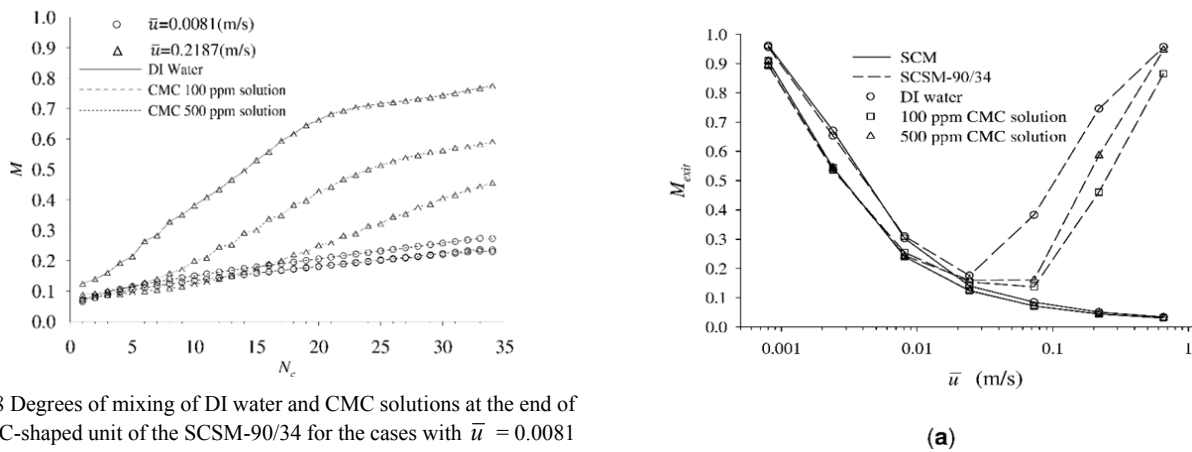 1.0
0.9
0.8
0.7
0.6
0.5
0.4
0.3
0.2
0.1
0.0
M
ū=0.0081(m/s)
ū=0.2187(m/s)
DI Water
CMC 100 ppm solution
CMC 500 ppm solution
0 5 10 15 20 25 30 35
N_c
8 Degrees of mixing of DI water and CMC solutions at the end of
C-shaped unit of the SCSM-90/34 for the cases with ū = 0.0081
1.0
0.9
0.8
0.7
0.6
0.5
0.4
0.3
0.2
0.1
0.0
M_exit
SCM
SCSM-90/34
DI water
100 ppm CMC solution
500 ppm CMC solution
0.001 0.01 0.1 1
ū (m/s)
(a)